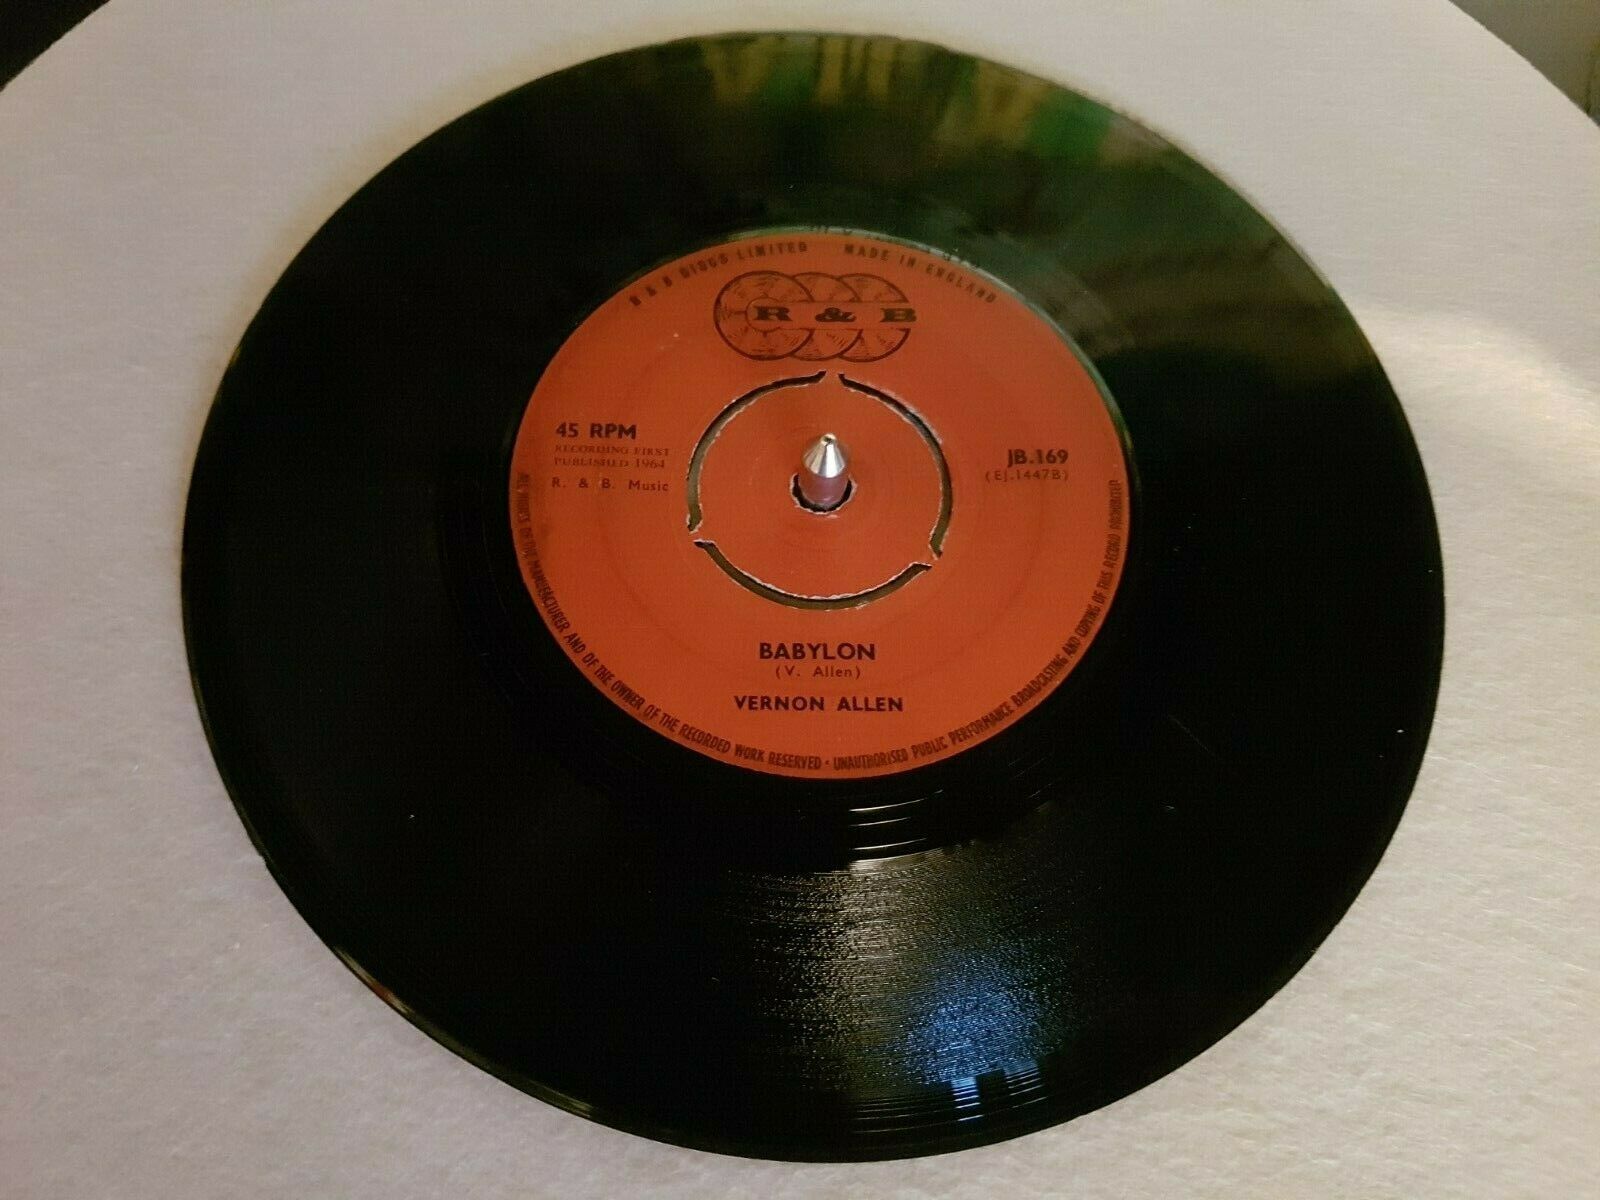 R & B DISCS LIMITED MADE IN ENGLAND
R & B
45 RPM
RECORDING FIRST
PUBLISHED 1964
R. & B. Music
JB.169
(EJ.1447B)
BABYLON
(V. Allen)
VERNON ALLEN
ALL RIGHTS OF THE MANUFACTURER AND OF THE OWNER OF THE RECORDED WORK RESERVED • UNAUTHORISED PUBLIC PERFORMANCE BROADCASTING AND COPYING OF THIS RECORD PROHIBITED